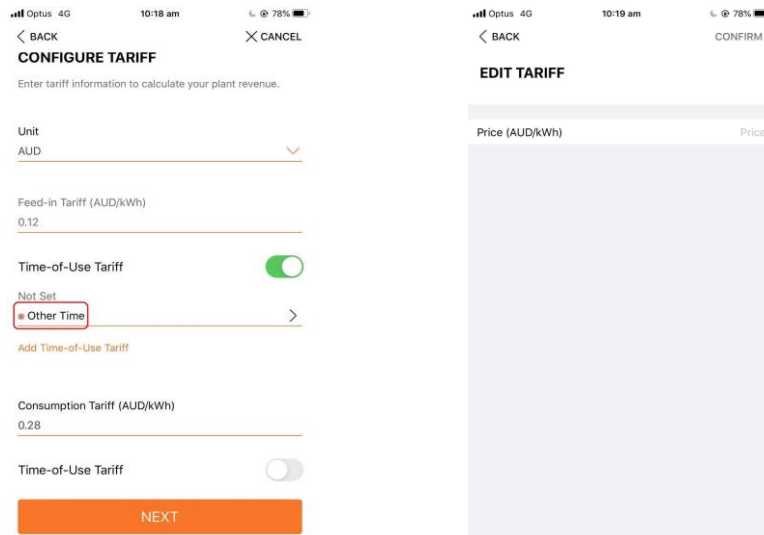 Optus 4G 10:18 am 78%
BACK CANCEL
CONFIGURE TARIFF
Enter tariff information to calculate your plant revenue.
Unit
AUD
Feed-in Tariff (AUD/kWh)
0.12
Time-of-Use Tariff
Not Set
* Other Time
Add Time-of-Use Tariff
Consumption Tariff (AUD/kWh)
0.28
Time-of-Use Tariff
NEXT
Optus 4G 10:19 am 78%
BACK CONFIRM
EDIT TARIFF
Price (AUD/kWh) Price